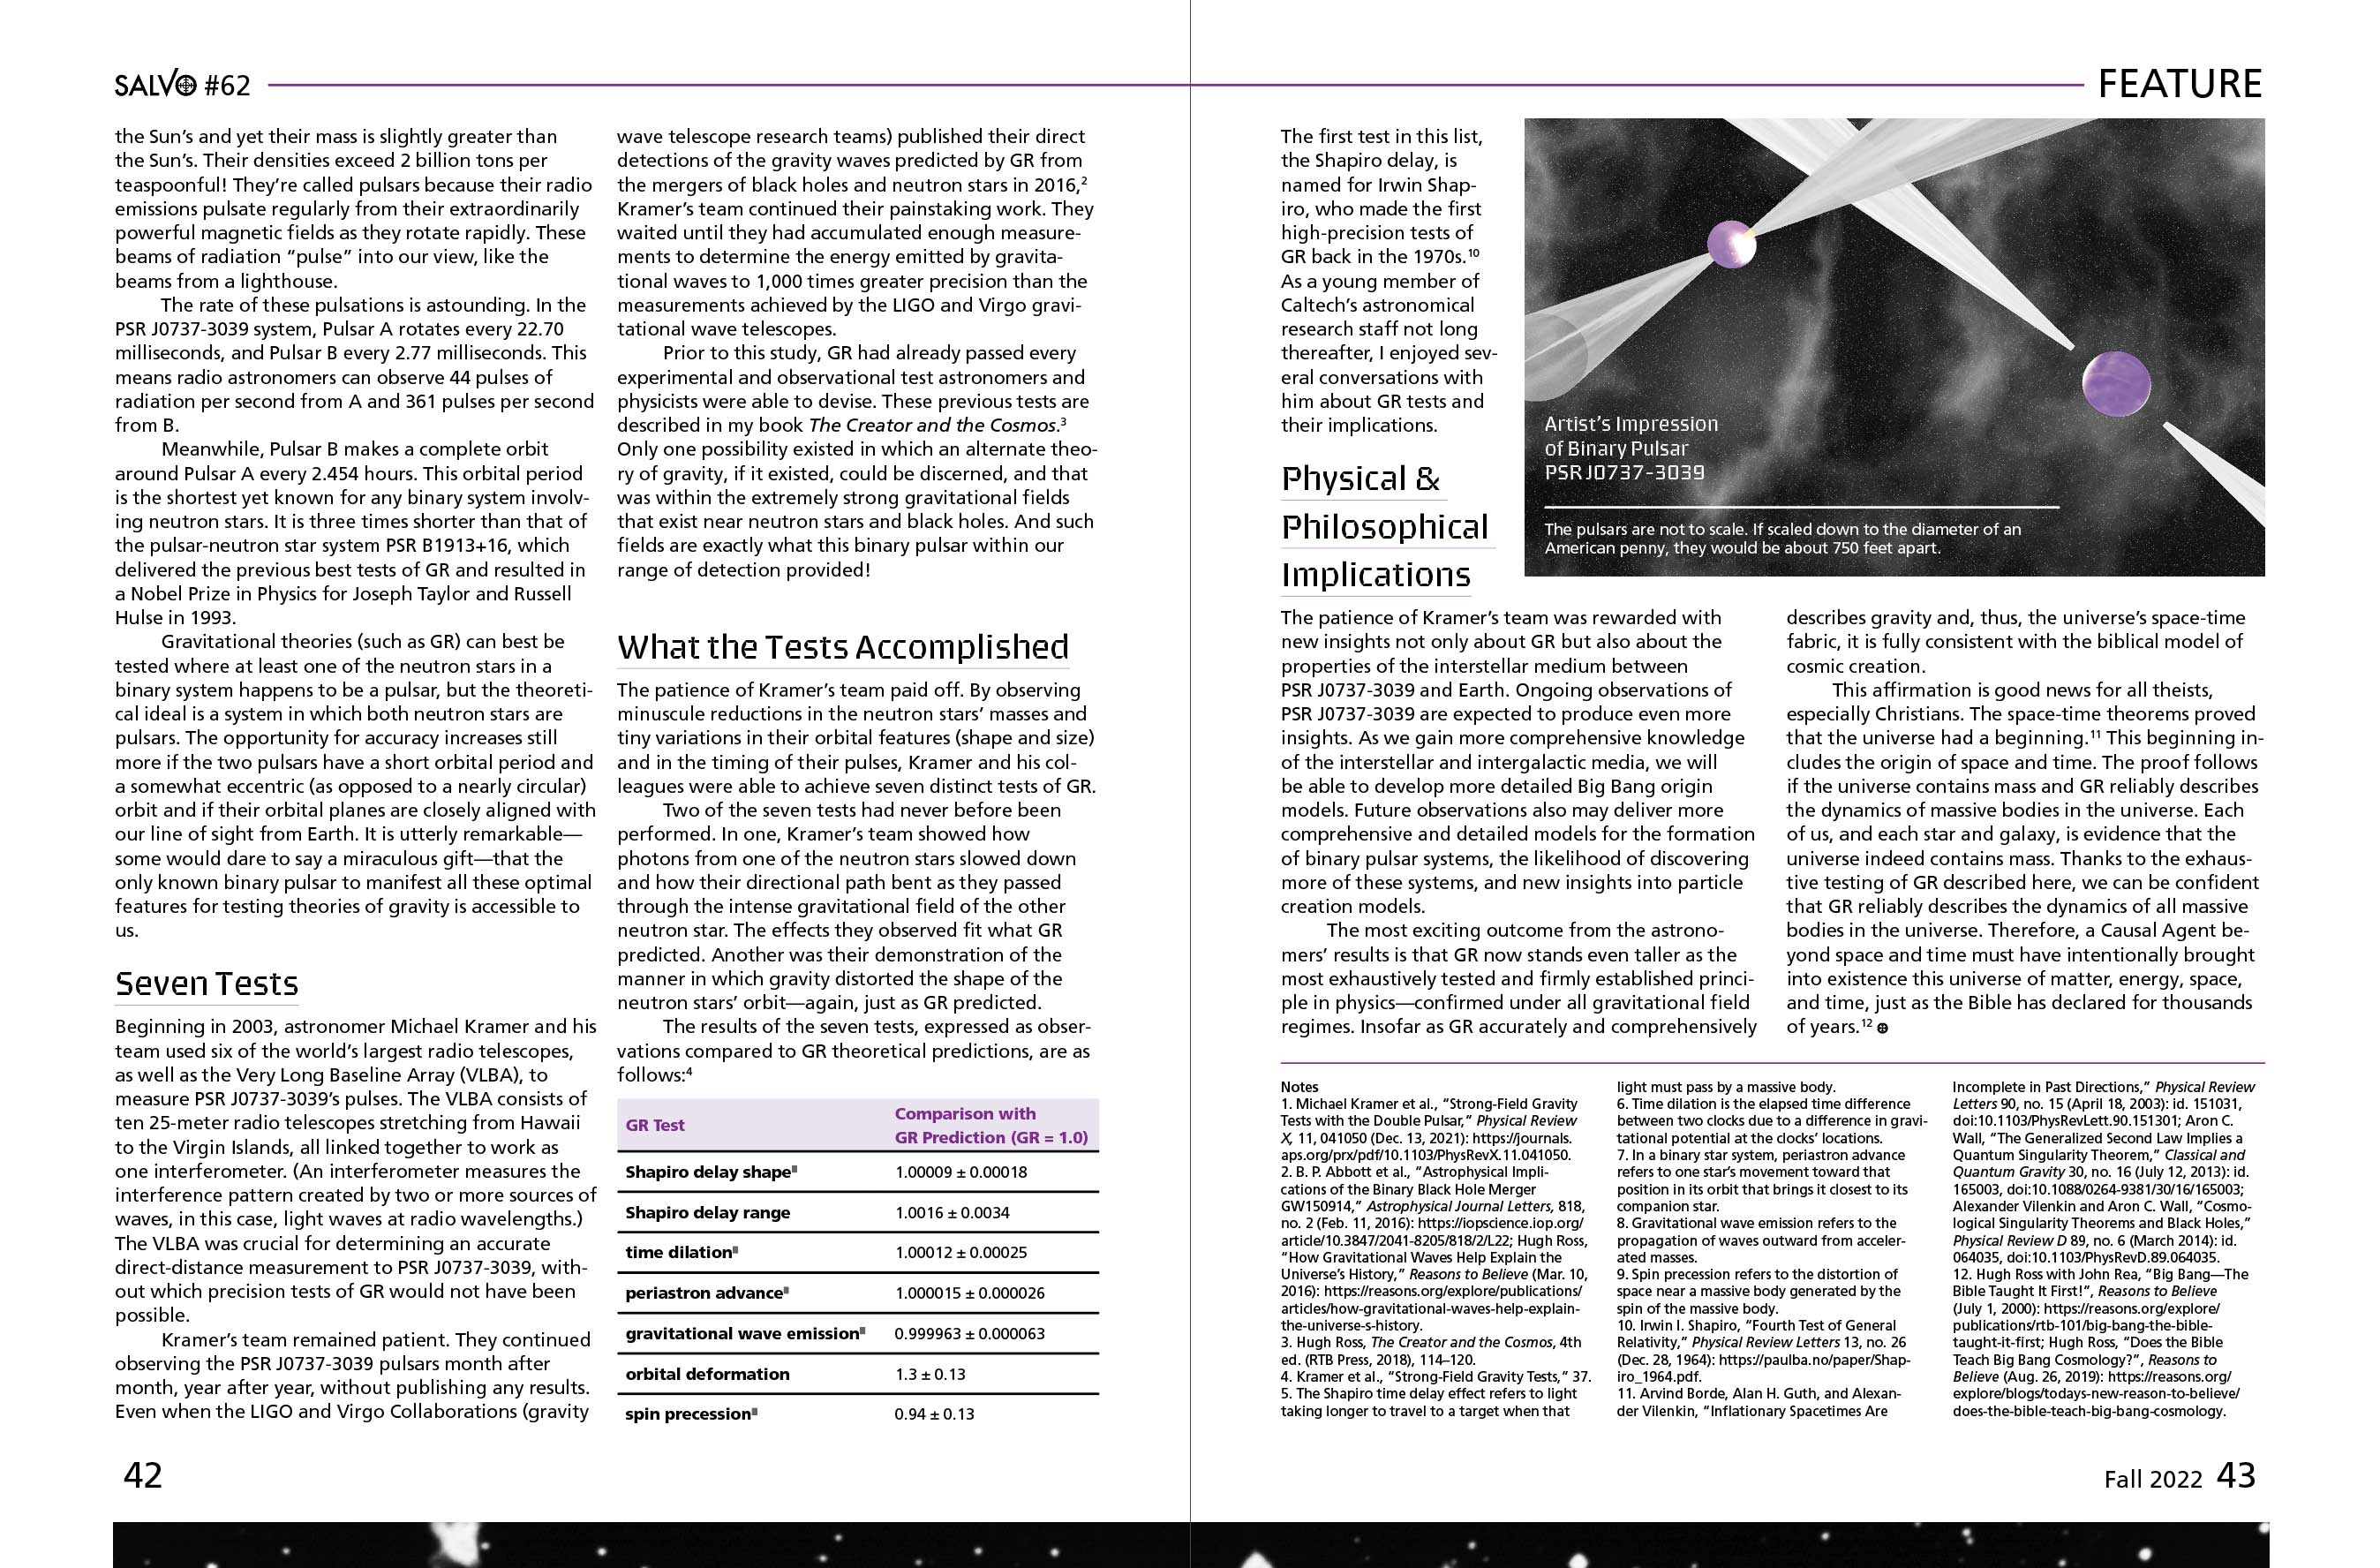 SALVO #62
FEATURE
the Sun's and yet their mass is slightly greater than
the Sun's. Their densities exceed 2 billion tons per
teaspoonful! They're called pulsars because their radio
emissions pulsate regularly from their extraordinarily
powerful magnetic fields as they rotate rapidly. These
beams of radiation “pulse” into our view, like the
beams from a lighthouse.
The rate of these pulsations is astounding. In the
PSR J0737-3039 system, Pulsar A rotates every 22.70
milliseconds, and Pulsar B every 2.77 milliseconds. This
means radio astronomers can observe 44 pulses of
radiation per second from A and 361 pulses per second
from B.
Meanwhile, Pulsar B makes a complete orbit
around Pulsar A every 2.454 hours. This orbital period
is the shortest yet known for any binary system involv-
ing neutron stars. It is three times shorter than that of
the pulsar-neutron star system PSR B1913+16, which
delivered the previous best tests of GR and resulted in
a Nobel Prize in Physics for Joseph Taylor and Russell
Hulse in 1993.
Gravitational theories (such as GR) can best be
tested where at least one of the neutron stars in a
binary system happens to be a pulsar, but the theoreti-
cal ideal is a system in which both neutron stars are
pulsars. The opportunity for accuracy increases still
more if the two pulsars have a short orbital period and
a somewhat eccentric (as opposed to a nearly circular)
orbit and if their orbital planes are closely aligned with
our line of sight from Earth. It is utterly remarkable—
some would dare to say a miraculous gift—that the
only known binary pulsar to manifest all these optimal
features for testing theories of gravity is accessible to
us.
Seven Tests
Beginning in 2003, astronomer Michael Kramer and his
team used six of the world's largest radio telescopes,
as well as the Very Long Baseline Array (VLBA), to
measure PSR J0737-3039's pulses. The VLBA consists of
ten 25-meter radio telescopes stretching from Hawaii
to the Virgin Islands, all linked together to work as
one interferometer. (An interferometer measures the
interference pattern created by two or more sources of
waves, in this case, light waves at radio wavelengths.)
The VLBA was crucial for determining an accurate
direct-distance measurement to PSR J0737-3039, with-
out which precision tests of GR would not have been
possible.
Kramer's team remained patient. They continued
observing the PSR J0737-3039 pulsars month after
month, year after year, without publishing any results.
Even when the LIGO and Virgo Collaborations (gravity
wave telescope research teams) published their direct
detections of the gravity waves predicted by GR from
the mergers of black holes and neutron stars in 2016,²
Kramer's team continued their painstaking work. They
waited until they had accumulated enough measure-
ments to determine the energy emitted by gravita-
tional waves to 1,000 times greater precision than the
measurements achieved by the LIGO and Virgo gravi-
tational wave telescopes.
Prior to this study, GR had already passed every
experimental and observational test astronomers and
physicists were able to devise. These previous tests are
described in my book The Creator and the Cosmos.³
Only one possibility existed in which an alternate theo-
ry of gravity, if it existed, could be discerned, and that
was within the extremely strong gravitational fields
that exist near neutron stars and black holes. And such
fields are exactly what this binary pulsar within our
range of detection provided!
What the Tests Accomplished
The patience of Kramer's team paid off. By observing
minuscule reductions in the neutron stars' masses and
tiny variations in their orbital features (shape and size)
and in the timing of their pulses, Kramer and his col-
leagues were able to achieve seven distinct tests of GR.
Two of the seven tests had never before been
performed. In one, Kramer's team showed how
photons from one of the neutron stars slowed down
and how their directional path bent as they passed
through the intense gravitational field of the other
neutron star. The effects they observed fit what GR
predicted. Another was their demonstration of the
manner in which gravity distorted the shape of the
neutron stars' orbit—again, just as GR predicted.
The results of the seven tests, expressed as obser-
vations compared to GR theoretical predictions, are as
follows:⁴
GR Test Comparison with
GR Prediction (GR = 1.0)
Shapiro delay shape 1.00009 ± 0.00018
Shapiro delay range 1.0016 ± 0.0034
time dilation 1.00012 ± 0.00025
periastron advance 1.000015 ± 0.000026
gravitational wave emission 0.999963 ± 0.000063
orbital deformation 1.3 ± 0.13
spin precession 0.94 ± 0.13
42
The first test in this list,
the Shapiro delay, is
named for Irwin Shap-
iro, who made the first
high-precision tests of
GR back in the 1970s.¹⁰
As a young member of
Caltech's astronomical
research staff not long
thereafter, I enjoyed sev-
eral conversations with
him about GR tests and
their implications.
Artist's Impression
of Binary Pulsar
PSR J0737-3039
The pulsars are not to scale. If scaled down to the diameter of an
American penny, they would be about 750 feet apart.
Physical &
Philosophical
Implications
The patience of Kramer's team was rewarded with
new insights not only about GR but also about the
properties of the interstellar medium between
PSR J0737-3039 and Earth. Ongoing observations of
PSR J0737-3039 are expected to produce even more
insights. As we gain more comprehensive knowledge
of the interstellar and intergalactic media, we will
be able to develop more detailed Big Bang origin
models. Future observations also may deliver more
comprehensive and detailed models for the formation
of binary pulsar systems, the likelihood of discovering
more of these systems, and new insights into particle
creation models.
The most exciting outcome from the astrono-
mers' results is that GR now stands even taller as the
most exhaustively tested and firmly established princi-
ple in physics—confirmed under all gravitational field
regimes. Insofar as GR accurately and comprehensively
describes gravity and, thus, the universe's space-time
fabric, it is fully consistent with the biblical model of
cosmic creation.
This affirmation is good news for all theists,
especially Christians. The space-time theorems proved
that the universe had a beginning.¹¹ This beginning in-
cludes the origin of space and time. The proof follows
if the universe contains mass and GR reliably describes
the dynamics of massive bodies in the universe. Each
of us, and each star and galaxy, is evidence that the
universe indeed contains mass. Thanks to the exhaus-
tive testing of GR described here, we can be confident
that GR reliably describes the dynamics of all massive
bodies in the universe. Therefore, a Causal Agent be-
yond space and time must have intentionally brought
into existence this universe of matter, energy, space,
and time, just as the Bible has declared for thousands
of years.¹²
Notes
1. Michael Kramer et al., “Strong-Field Gravity
Tests with the Double Pulsar,” Physical Review
X, 11, 041050 (Dec. 13, 2021): https://journals.
aps.org/prx/pdf/10.1103/PhysRevX.11.041050.
2. B. P. Abbott et al., “Astrophysical Impli-
cations of the Binary Black Hole Merger
GW150914,” Astrophysical Journal Letters, 818,
no. 2 (Feb. 11, 2016): https://iopscience.iop.org/
article/10.3847/2041-8205/818/2/L22; Hugh Ross,
“How Gravitational Waves Help Explain the
Universe's History,” Reasons to Believe (Mar. 10,
2016): https://reasons.org/explore/publications/
articles/how-gravitational-waves-help-explain-
the-universe-s-history.
3. Hugh Ross, The Creator and the Cosmos, 4th
ed. (RTB Press, 2018), 114–120.
4. Kramer et al., “Strong-Field Gravity Tests,” 37.
5. The Shapiro time delay effect refers to light
taking longer to travel to a target when that
light must pass by a massive body.
6. Time dilation is the elapsed time difference
between two clocks due to a difference in gravi-
tational potential at the clocks' locations.
7. In a binary star system, periastron advance
refers to one star's movement toward that
position in its orbit that brings it closest to its
companion star.
8. Gravitational wave emission refers to the
propagation of waves outward from acceler-
ated masses.
9. Spin precession refers to the distortion of
space near a massive body generated by the
spin of the massive body.
10. Irwin I. Shapiro, “Fourth Test of General
Relativity,” Physical Review Letters 13, no. 26
(Dec. 28, 1964): https://paulba.no/paper/Shap-
iro_1964.pdf.
11. Arvind Borde, Alan H. Guth, and Alexan-
der Vilenkin, “Inflationary Spacetimes Are
Incomplete in Past Directions,” Physical Review
Letters 90, no. 15 (April 18, 2003): id. 151031,
doi:10.1103/PhysRevLett.90.151301; Aron C.
Wall, “The Generalized Second Law Implies a
Quantum Singularity Theorem,” Classical and
Quantum Gravity 30, no. 16 (July 12, 2013): id.
165003, doi:10.1088/0264-9381/30/16/165003;
Alexander Vilenkin and Aron C. Wall, “Cosmo-
logical Singularity Theorems and Black Holes,”
Physical Review D 89, no. 6 (March 2014): id.
064035, doi:10.1103/PhysRevD.89.064035.
12. Hugh Ross with John Rea, “Big Bang—The
Bible Taught It First!”, Reasons to Believe
(July 1, 2000): https://reasons.org/explore/
publications/rtb-101/big-bang-the-bible-
taught-it-first; Hugh Ross, “Does the Bible
Teach Big Bang Cosmology?”, Reasons to
Believe (Aug. 26, 2019): https://reasons.org/
explore/blogs/todays-new-reason-to-believe/
does-the-bible-teach-big-bang-cosmology.
Fall 2022 43